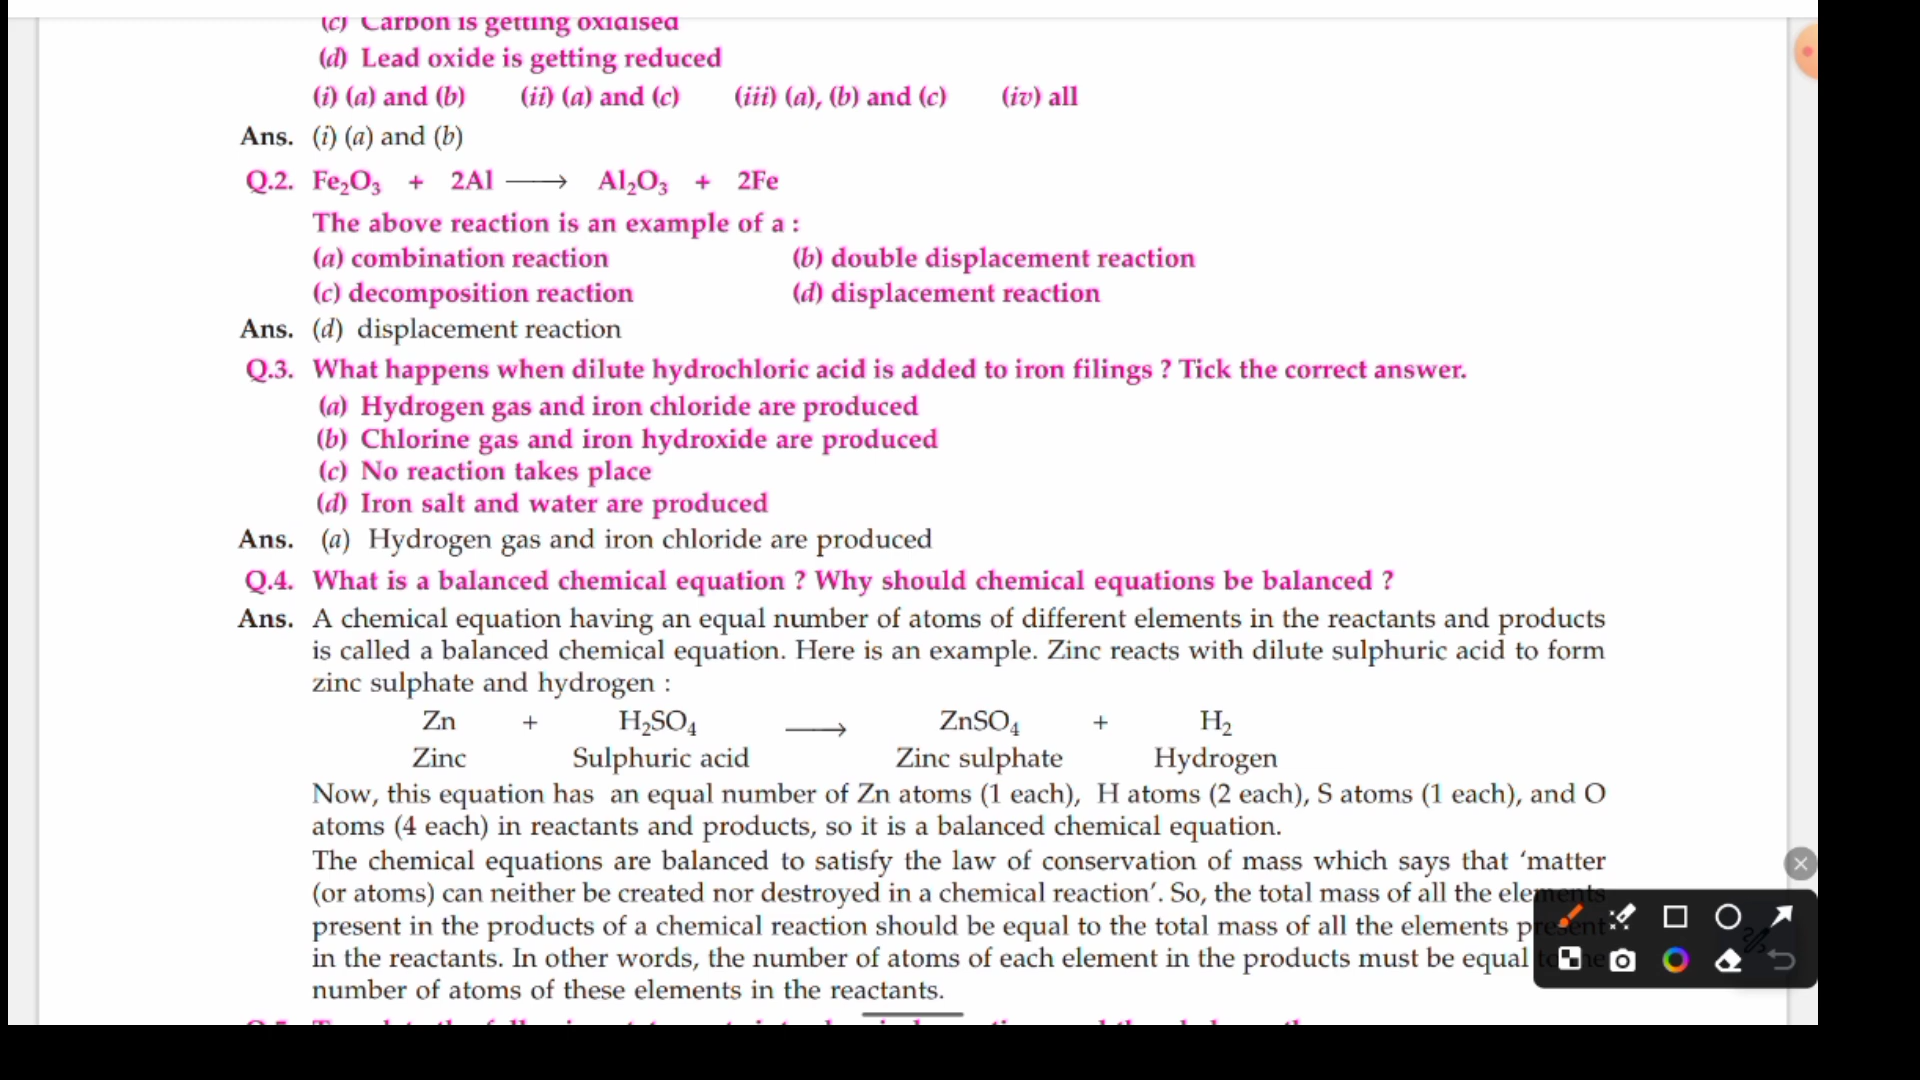 (c) Carbon is getting oxidised
(d) Lead oxide is getting reduced
(i) (a) and (b) (ii) (a) and (c) (iii) (a), (b) and (c) (iv) all
Ans. (i) (a) and (b)
Q.2. Fe₂O₃ + 2Al ⟶ Al₂O₃ + 2Fe
The above reaction is an example of a :
(a) combination reaction (b) double displacement reaction
(c) decomposition reaction (d) displacement reaction
Ans. (d) displacement reaction
Q.3. What happens when dilute hydrochloric acid is added to iron filings ? Tick the correct answer.
(a) Hydrogen gas and iron chloride are produced
(b) Chlorine gas and iron hydroxide are produced
(c) No reaction takes place
(d) Iron salt and water are produced
Ans. (a) Hydrogen gas and iron chloride are produced
Q.4. What is a balanced chemical equation ? Why should chemical equations be balanced ?
Ans. A chemical equation having an equal number of atoms of different elements in the reactants and products
is called a balanced chemical equation. Here is an example. Zinc reacts with dilute sulphuric acid to form
zinc sulphate and hydrogen :
Zn + H₂SO₄ ⟶ ZnSO₄ + H₂
Zinc Sulphuric acid Zinc sulphate Hydrogen
Now, this equation has an equal number of Zn atoms (1 each), H atoms (2 each), S atoms (1 each), and O
atoms (4 each) in reactants and products, so it is a balanced chemical equation.
The chemical equations are balanced to satisfy the law of conservation of mass which says that ‘matter
(or atoms) can neither be created nor destroyed in a chemical reaction’. So, the total mass of all the elements
present in the products of a chemical reaction should be equal to the total mass of all the elements present
in the reactants. In other words, the number of atoms of each element in the products must be equal
number of atoms of these elements in the reactants.